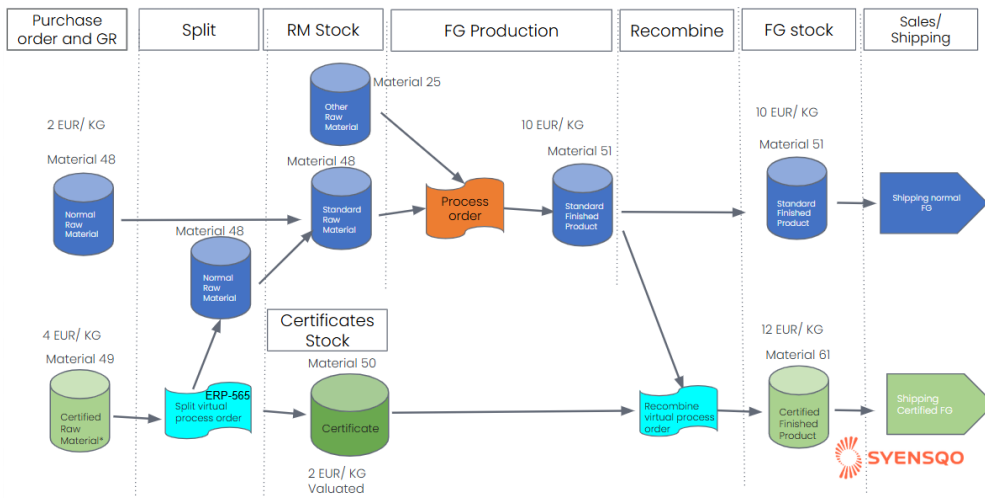 Purchase
order and GR
Split
RM Stock
FG Production
Recombine
FG stock
Sales/
Shipping
Material 25
Other
Raw
Material
2 EUR/ KG
10 EUR/ KG
10 EUR/ KG
Material 48
Material 48
Material 51
Material 51
Normal
Raw
Material
Standard
Raw
Material
Process
order
Standard
Finished
Product
Standard
Finished
Product
Shipping normal
FG
Material 48
Normal
Raw
Material
Certificates
Stock
4 EUR/ KG
12 EUR/ KG
Material 49
Material 50
Material 61
Certified
Raw
Material*
ERP-565
Split virtual
process order
Certificate
Recombine
virtual process
order
Certified
Finished
Product
Shipping
Certified FG
2 EUR/ KG
Valuated
SYENSQO